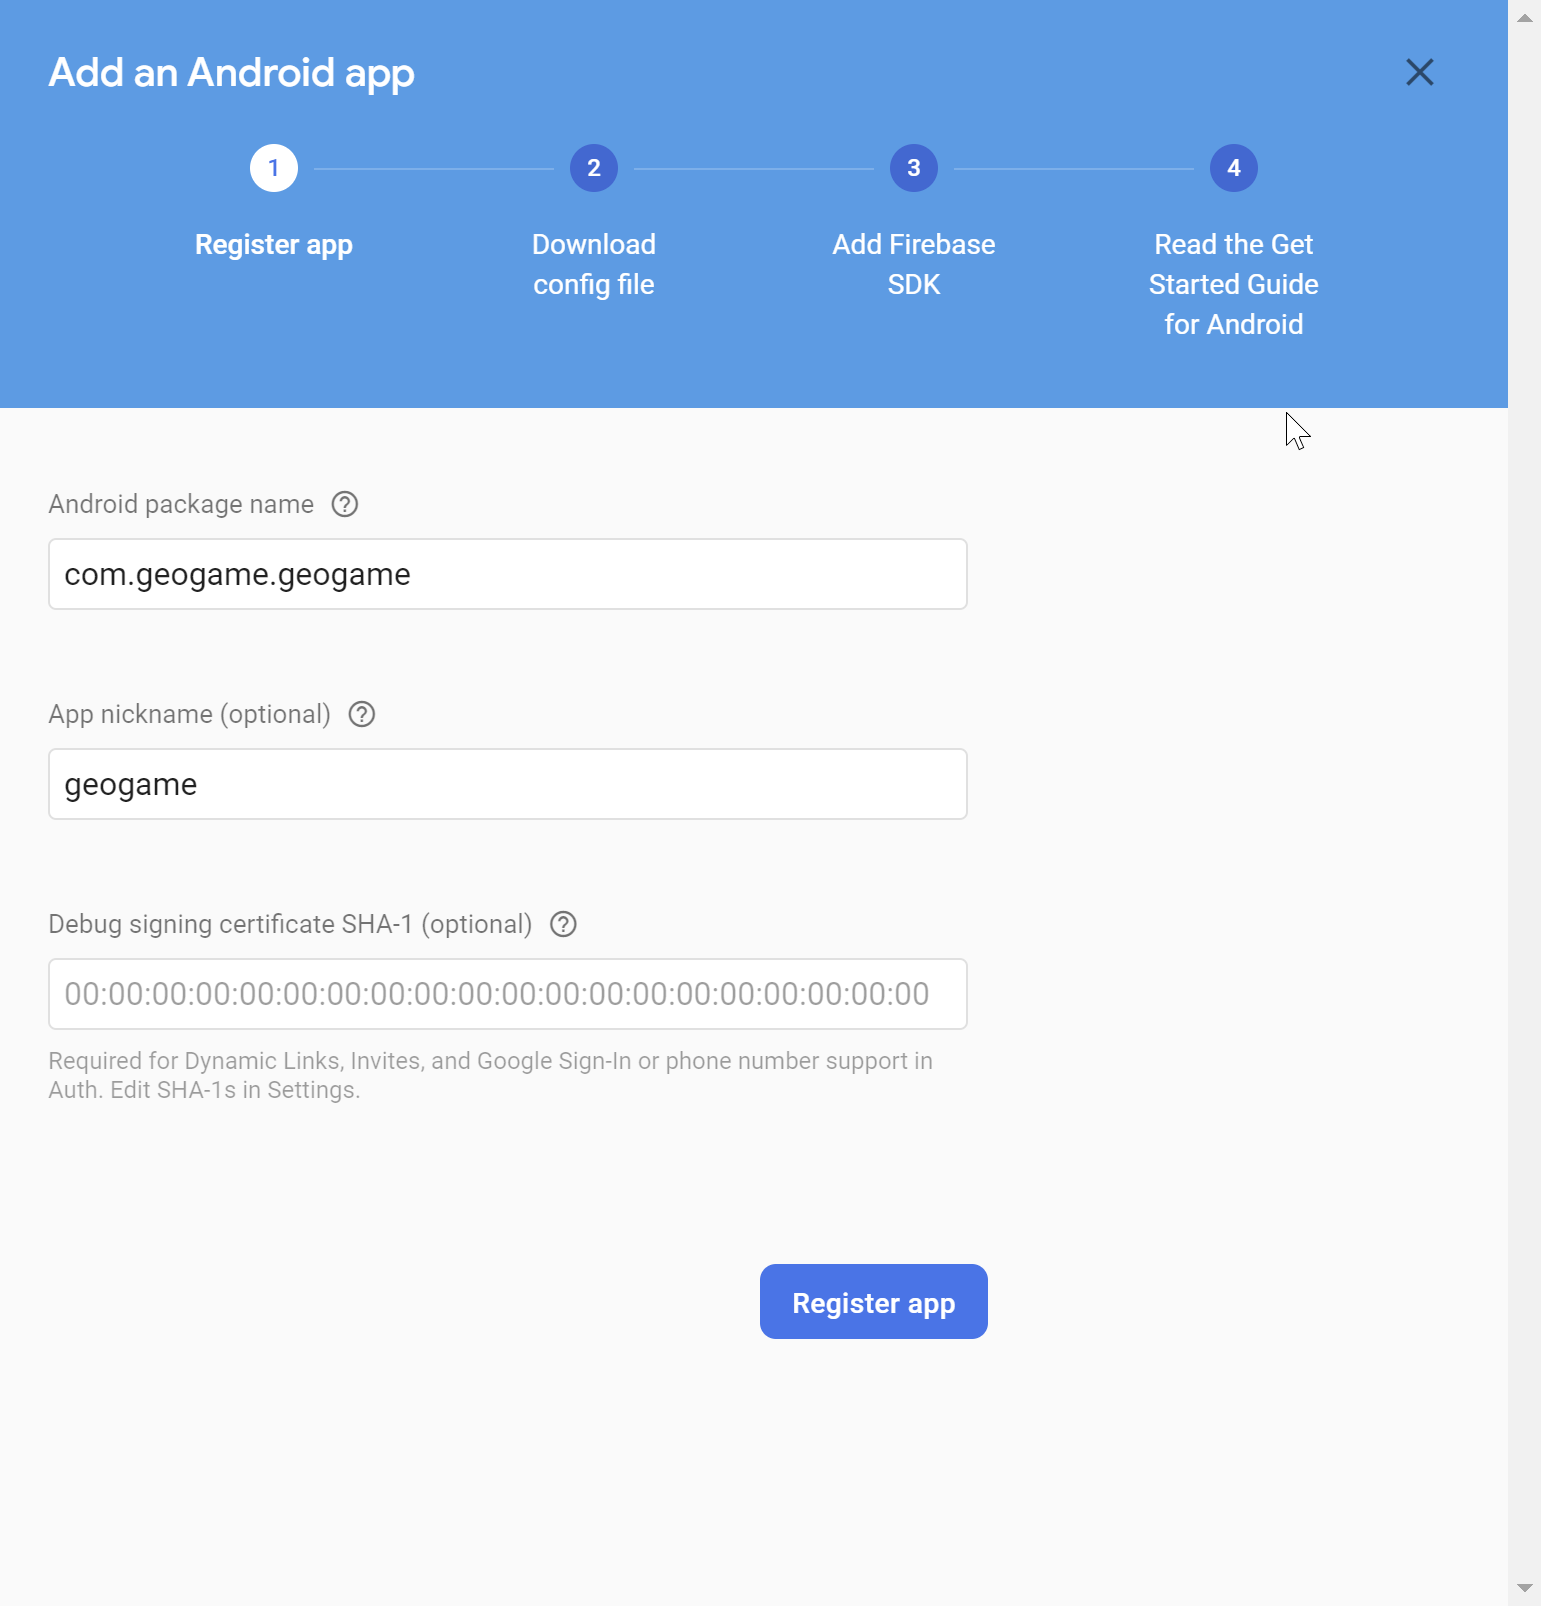 Add an Android app
1
2
3
4
Register app
Download
config file
Add Firebase
SDK
Read the Get
Started Guide
for Android
Android package name
com.geogame.geogame
App nickname (optional)
geogame
Debug signing certificate SHA-1 (optional)
00:00:00:00:00:00:00:00:00:00:00:00:00:00:00:00:00:00:00:00
Required for Dynamic Links, Invites, and Google Sign-In or phone number support in
Auth. Edit SHA-1s in Settings.
Register app